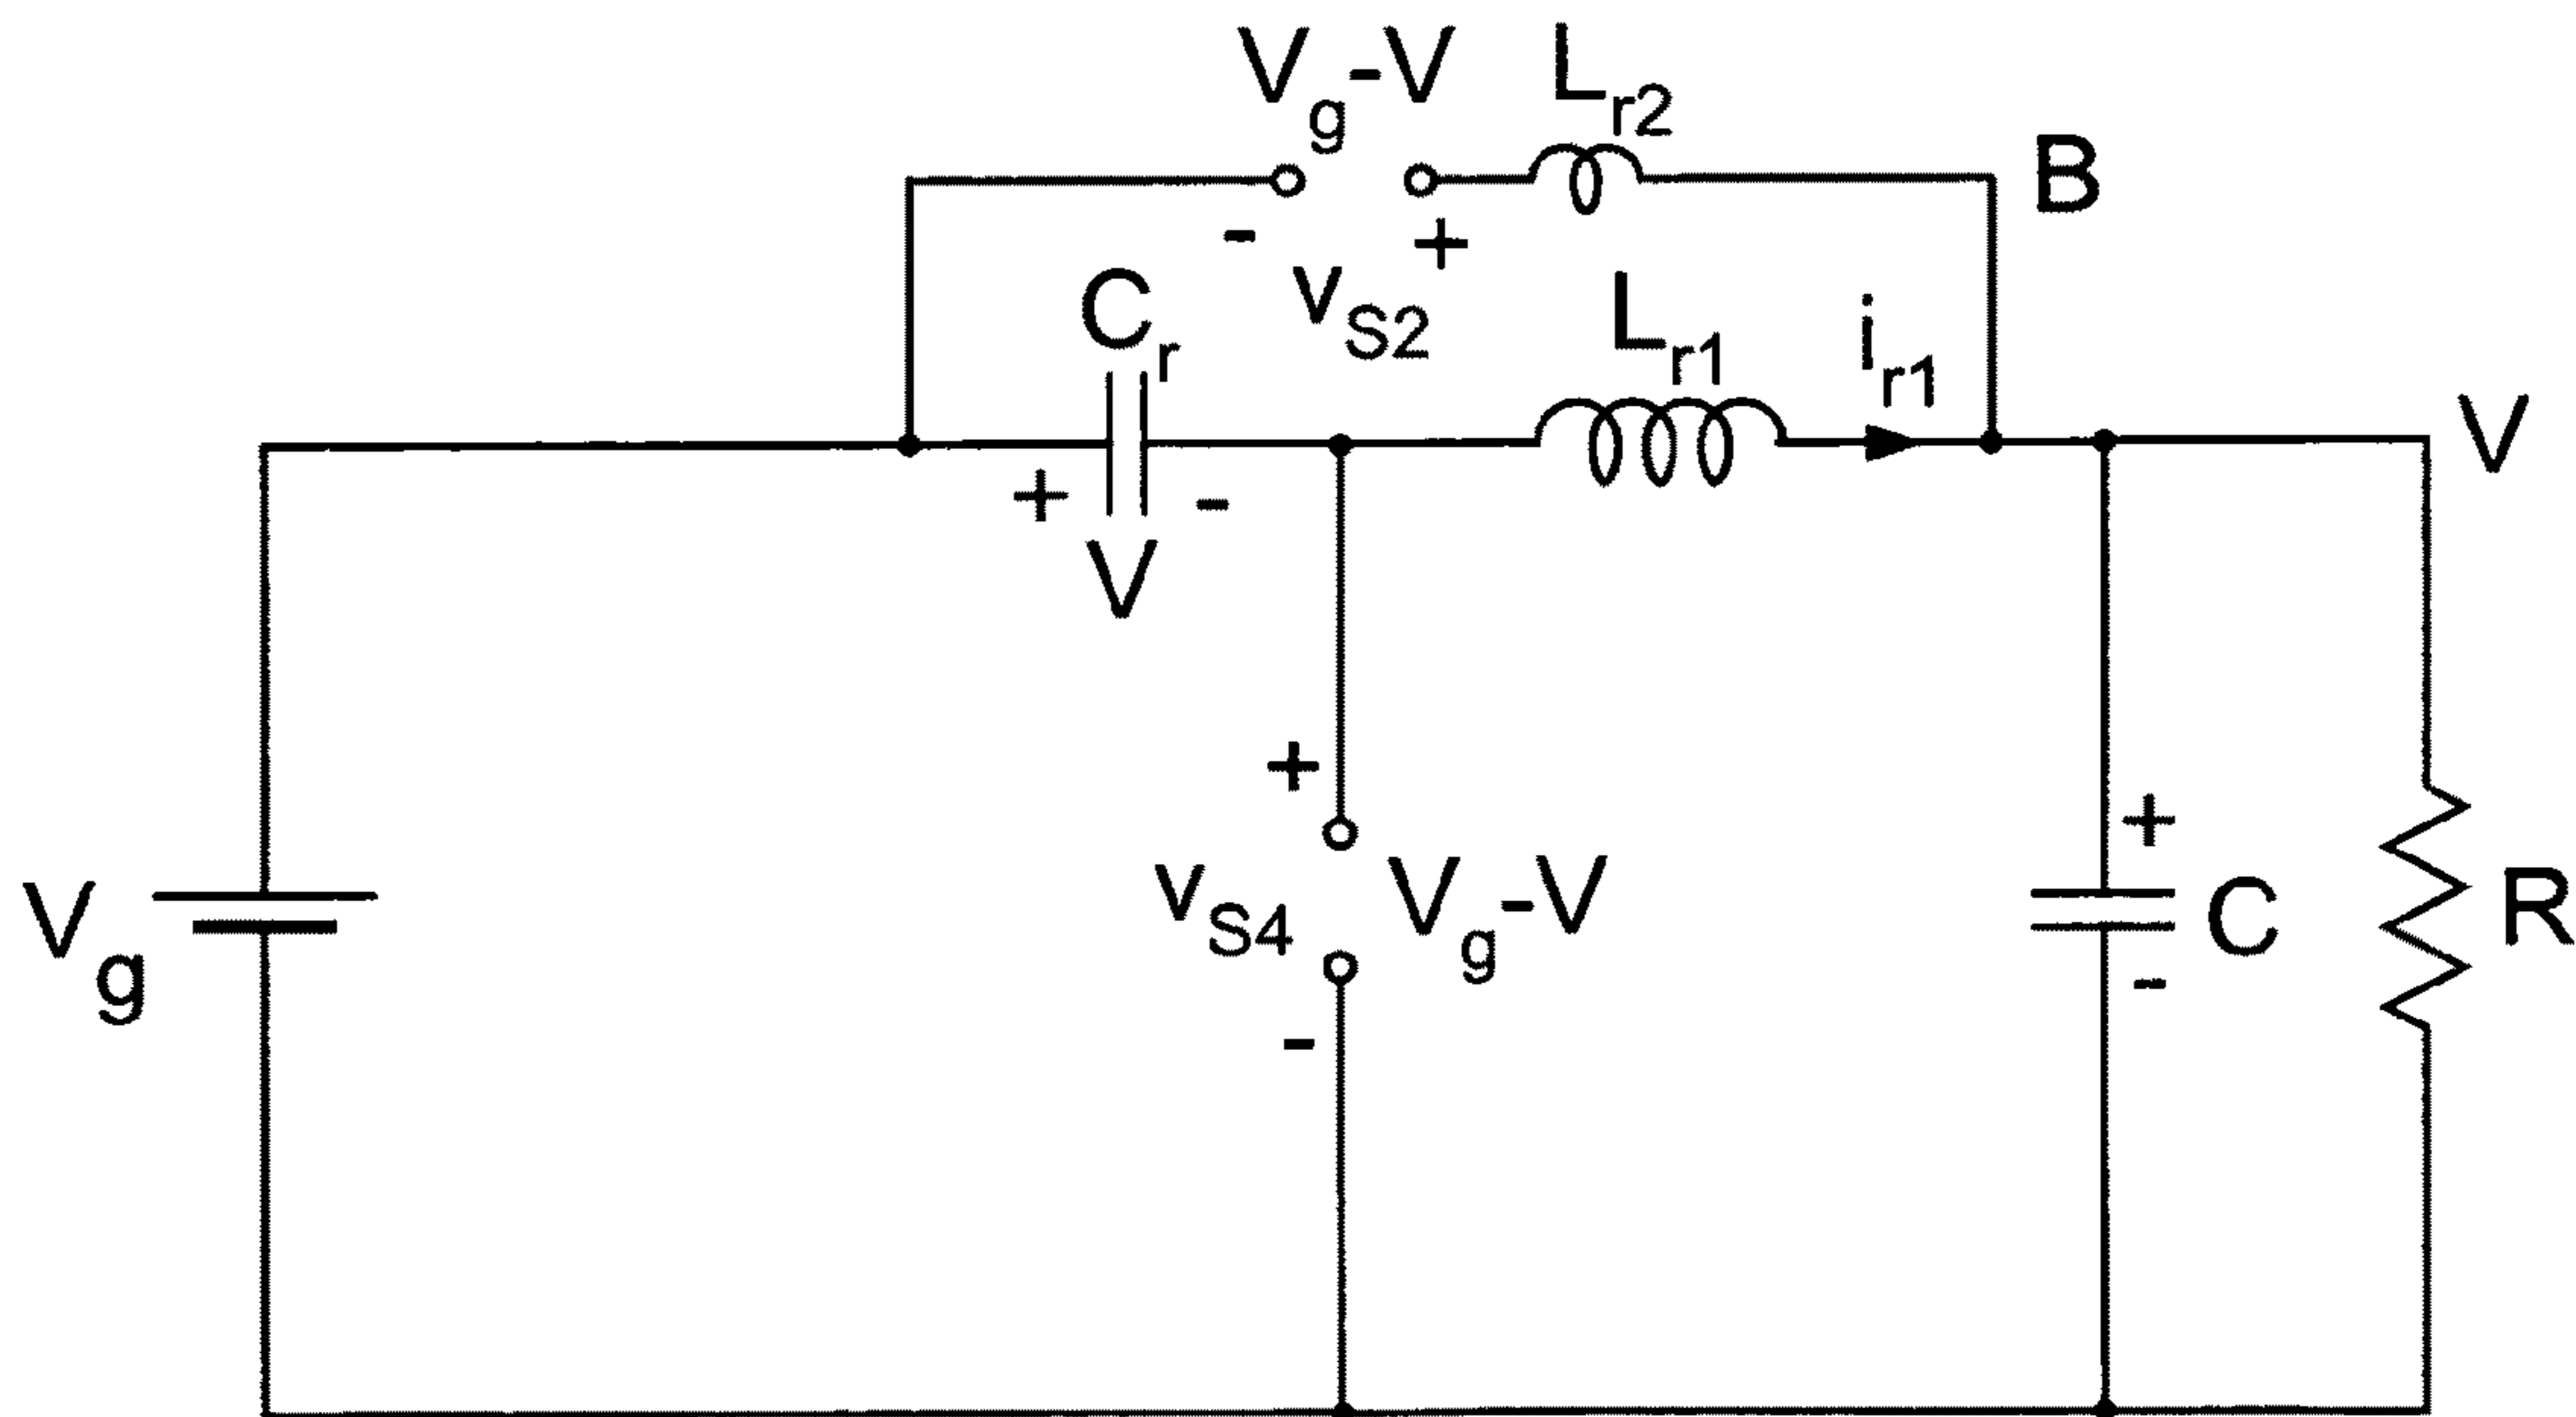 Vg-V
Lr2
B
- +
vS2
Cr
Lr1
ir1
V
+ -
V
+
vS4
Vg-V
-
Vg
+
C
-
R